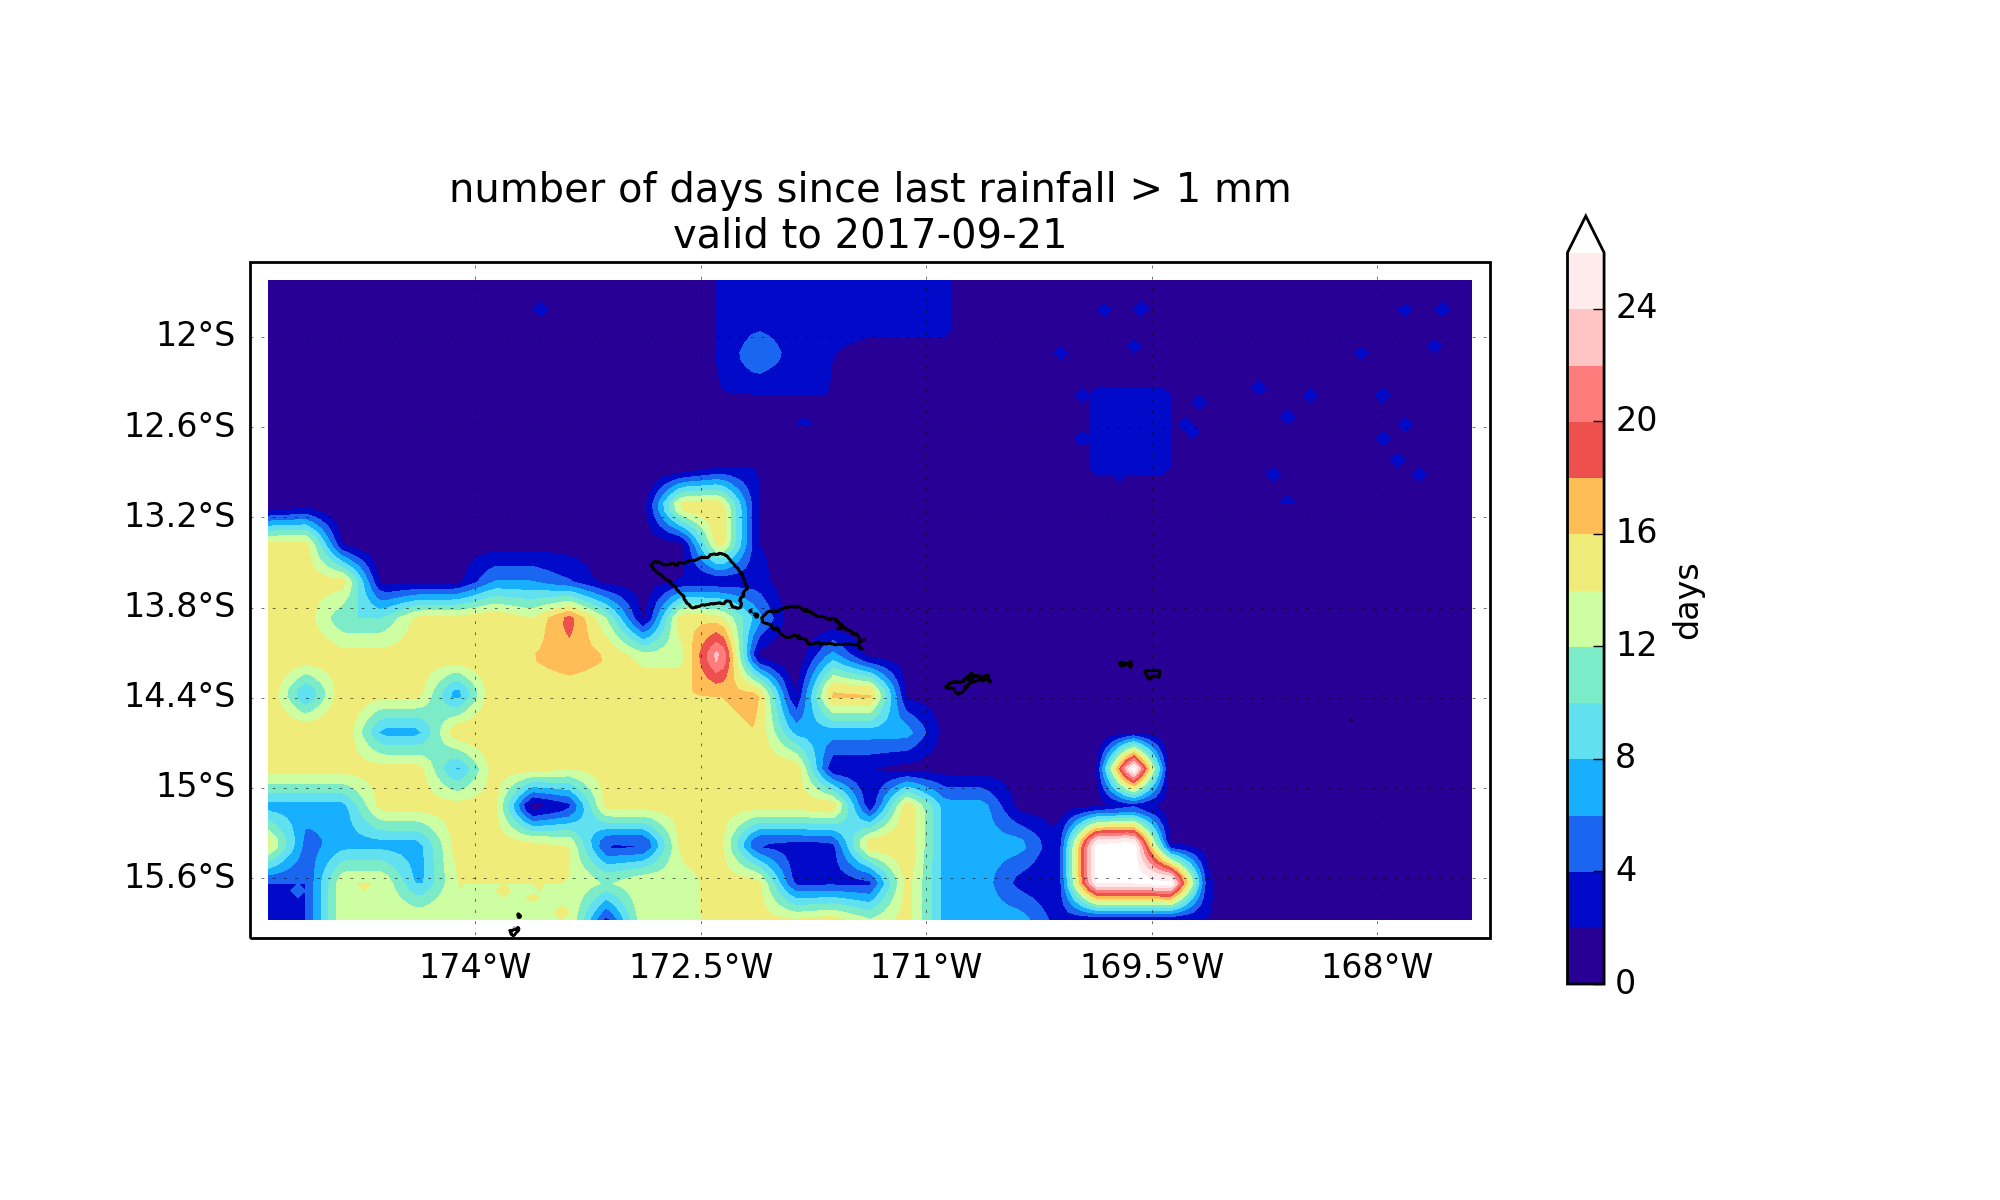 number of days since last rainfall > 1 mm
valid to 2017-09-21
12°S
12.6°S
13.2°S
13.8°S
14.4°S
15°S
15.6°S
174°W
172.5°W
171°W
169.5°W
168°W
24
20
16
12
8
4
0
days